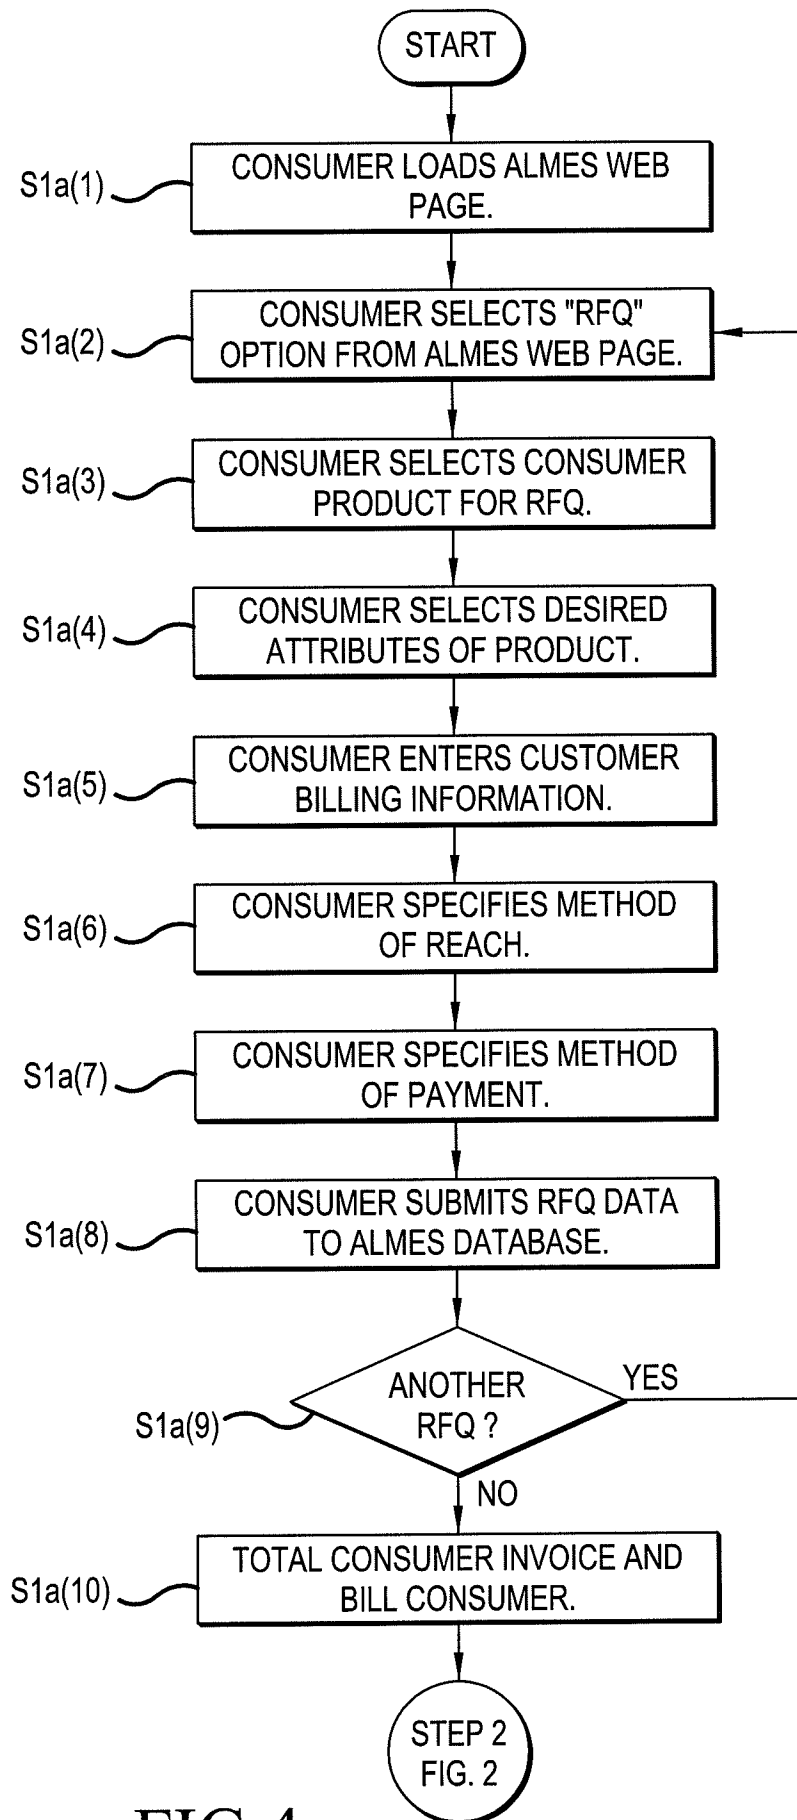 START
S1a(1)
CONSUMER LOADS ALMES WEB
PAGE.
S1a(2)
CONSUMER SELECTS "RFQ"
OPTION FROM ALMES WEB PAGE.
S1a(3)
CONSUMER SELECTS CONSUMER
PRODUCT FOR RFQ.
S1a(4)
CONSUMER SELECTS DESIRED
ATTRIBUTES OF PRODUCT.
S1a(5)
CONSUMER ENTERS CUSTOMER
BILLING INFORMATION.
S1a(6)
CONSUMER SPECIFIES METHOD
OF REACH.
S1a(7)
CONSUMER SPECIFIES METHOD
OF PAYMENT.
S1a(8)
CONSUMER SUBMITS RFQ DATA
TO ALMES DATABASE.
S1a(9)
ANOTHER
RFQ ?
YES
NO
S1a(10)
TOTAL CONSUMER INVOICE AND
BILL CONSUMER.
STEP 2
FIG. 2
FIG. 4